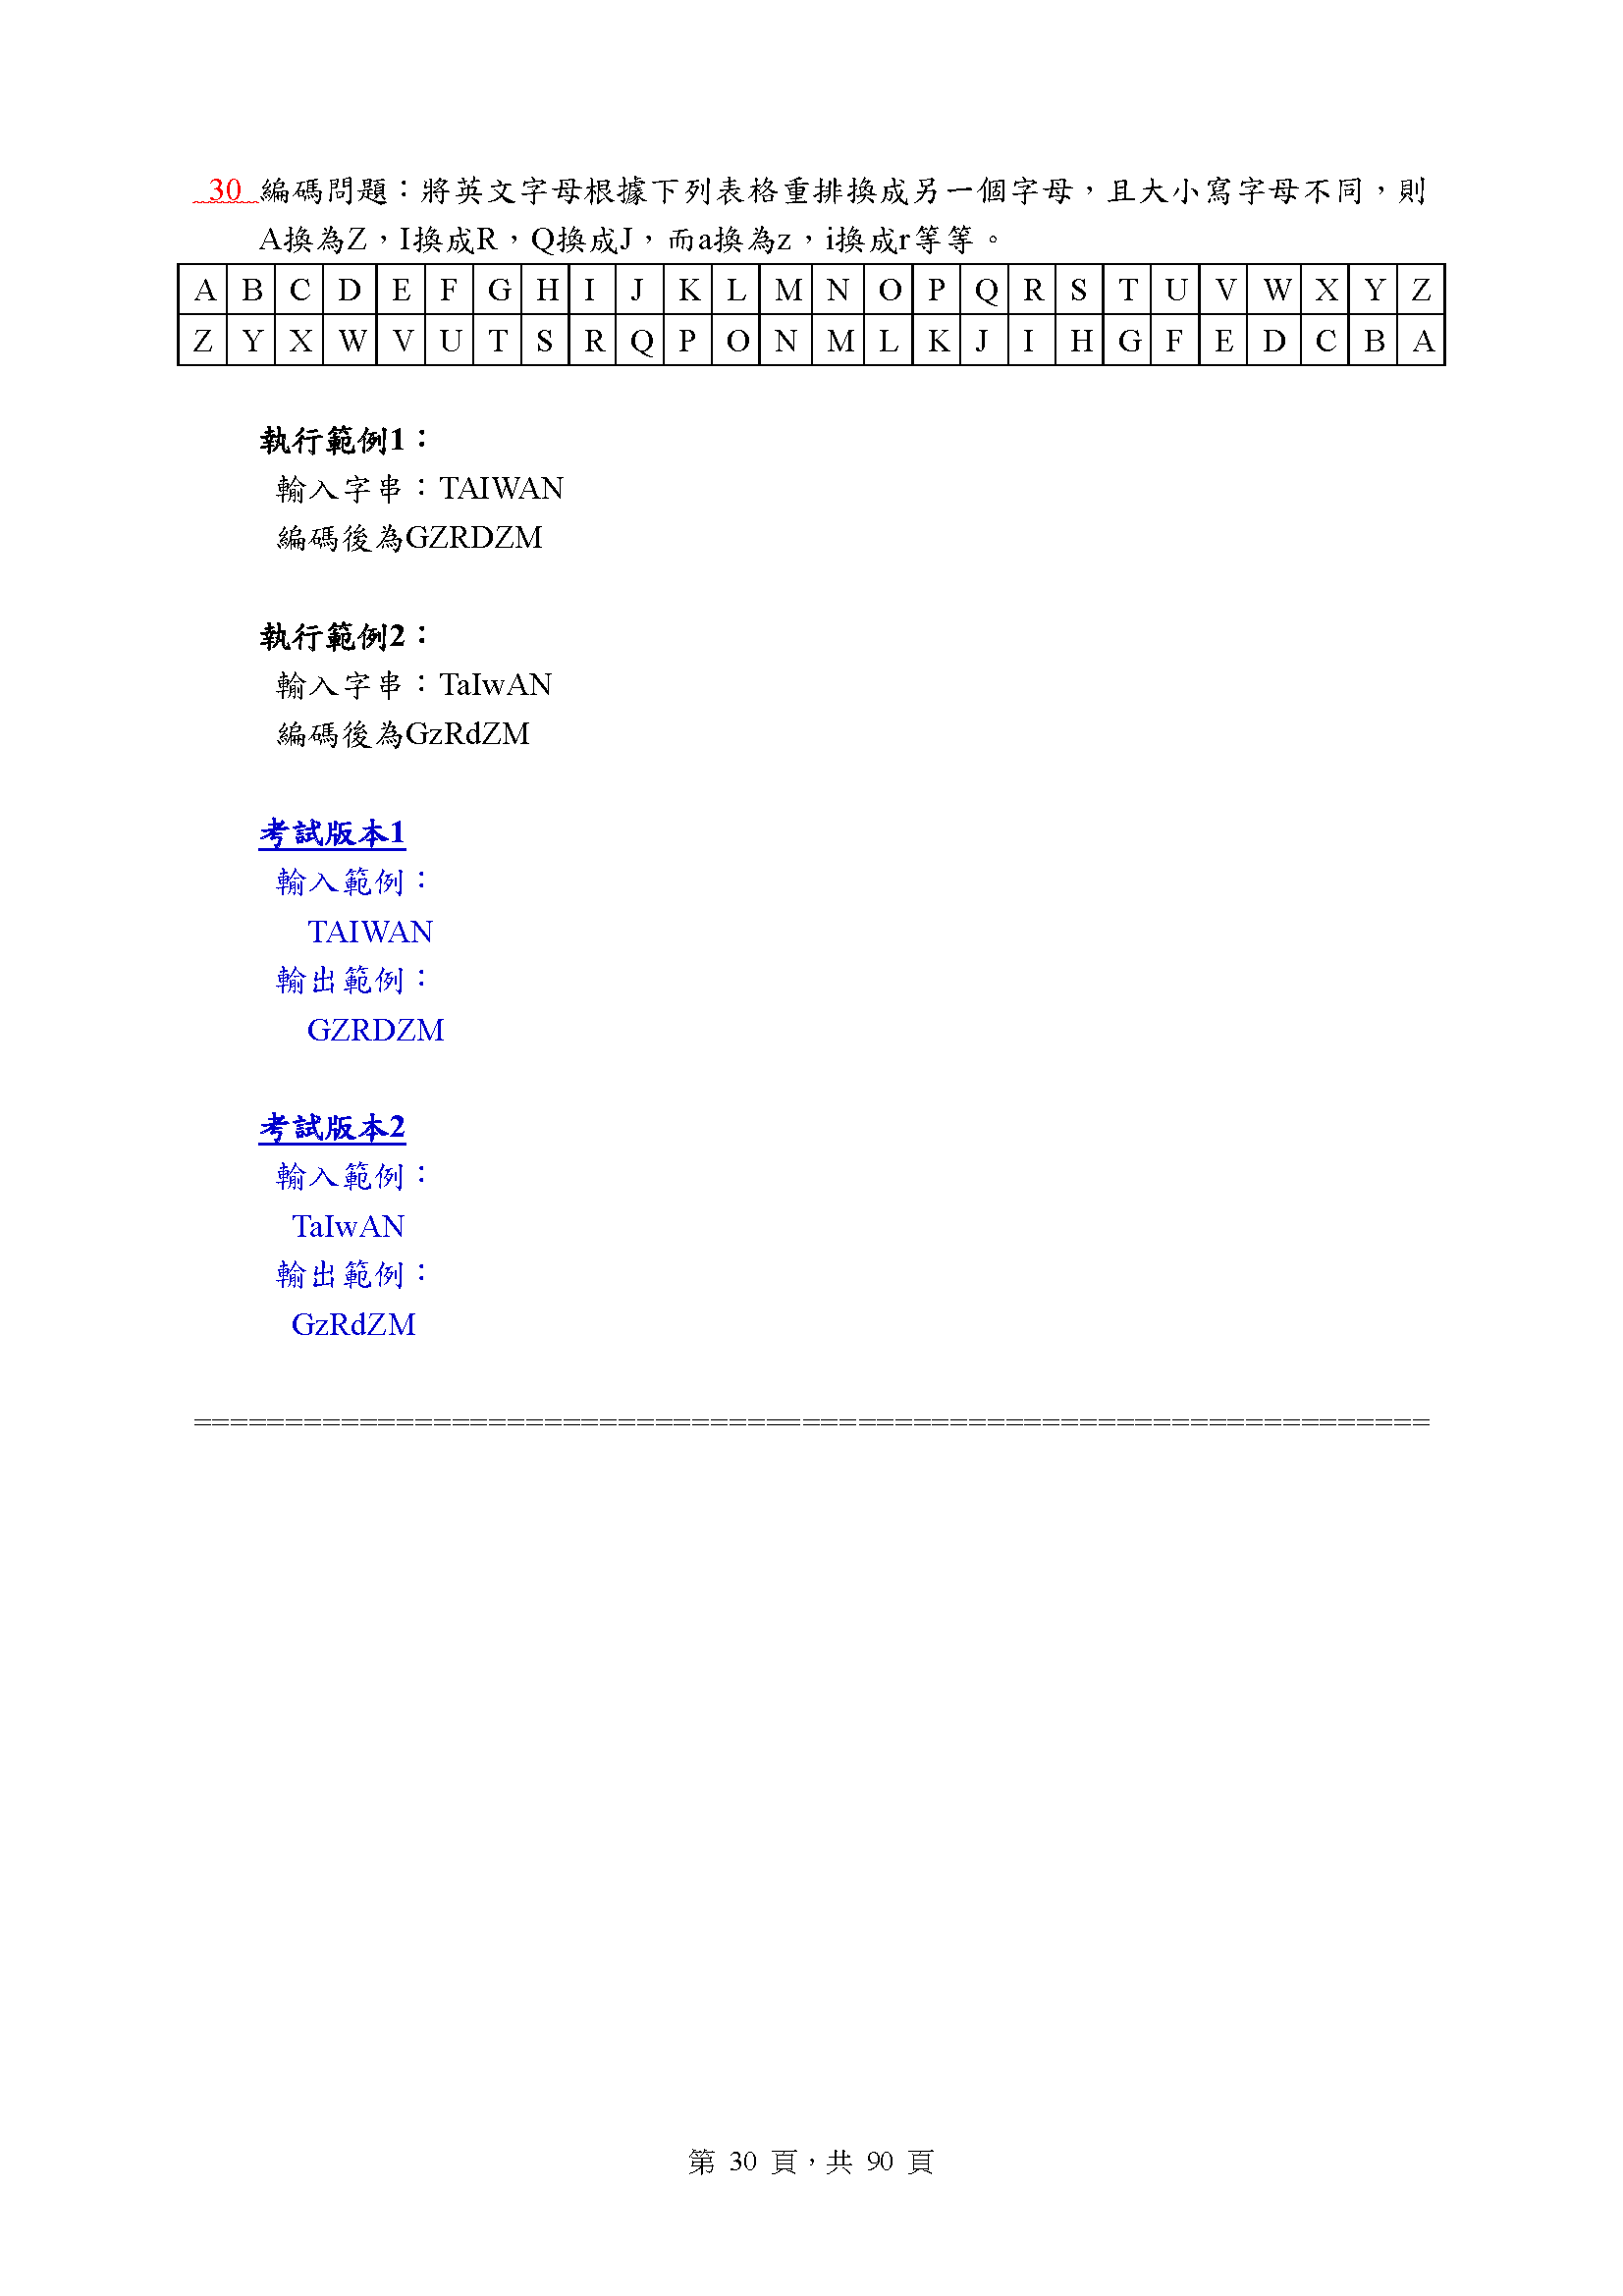 30 編碼問題：將英文字母根據下列表格重排換成另一個字母，且大小寫字母不同，則
A換為Z，I換成R，Q換成J，而a換為z，i換成r等等。
A B C D E F G H I J K L M N O P Q R S T U V W X Y Z
Z Y X W V U T S R Q P O N M L K J I H G F E D C B A
執行範例1：
輸入字串：TAIWAN
編碼後為GZRDZM
執行範例2：
輸入字串：TaIwAN
編碼後為GzRdZM
考試版本1
輸入範例：
TAIWAN
輸出範例：
GZRDZM
考試版本2
輸入範例：
TaIwAN
輸出範例：
GzRdZM
===================================================================
第 30 頁，共 90 頁